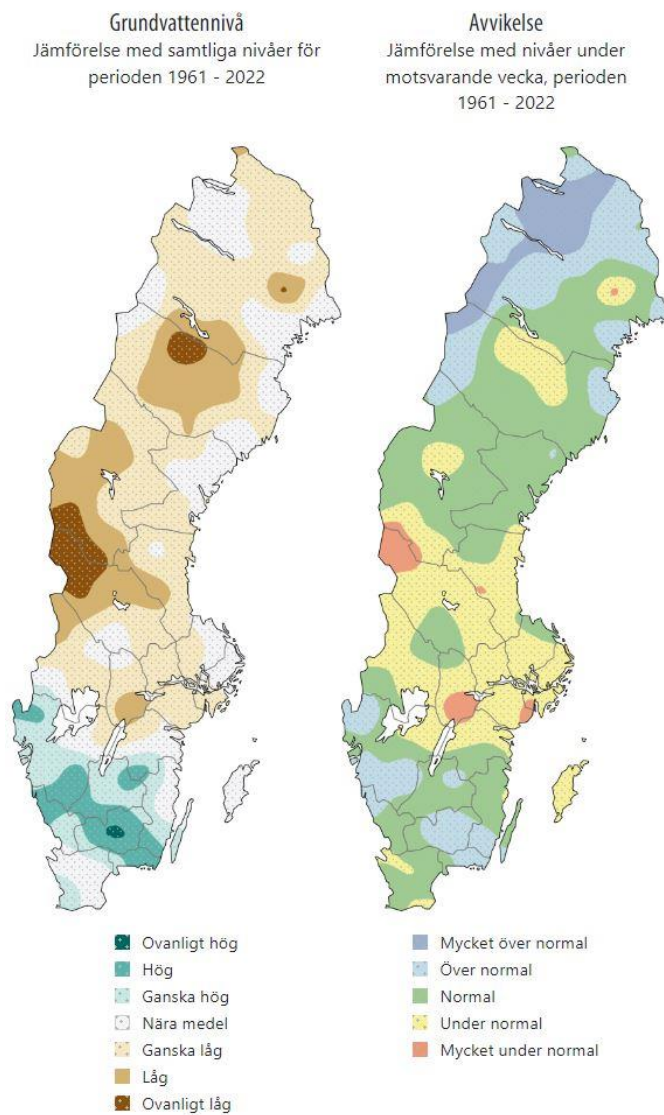 Grundvattennivå
Jämförelse med samtliga nivåer för
perioden 1961 - 2022
Avvikelse
Jämförelse med nivåer under
motsvarande vecka, perioden
1961 - 2022
Ovanligt hög
Hög
Ganska hög
Nära medel
Ganska låg
Låg
Ovanligt låg
Mycket över normal
Över normal
Normal
Under normal
Mycket under normal